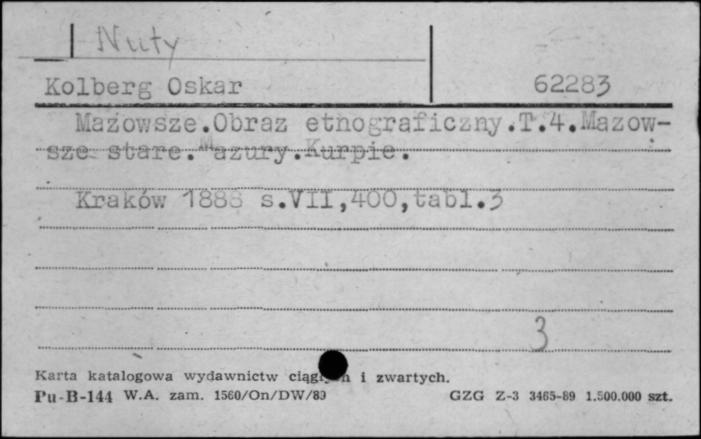 Nuty
Kolberg Oskar 62283
Mazowsze.Obraz etnograficzny.T.4.Mazow-
sze stare.Mazury.Kurpie.
Kraków 1888 s.VII,400,tabl.3
3
Karta katalogowa wydawnictw i zwartych.
Pu-B-144 W.A. zam. 1560/On/DW/89 GZG Z-3 3465-89 1.500.000 szt.